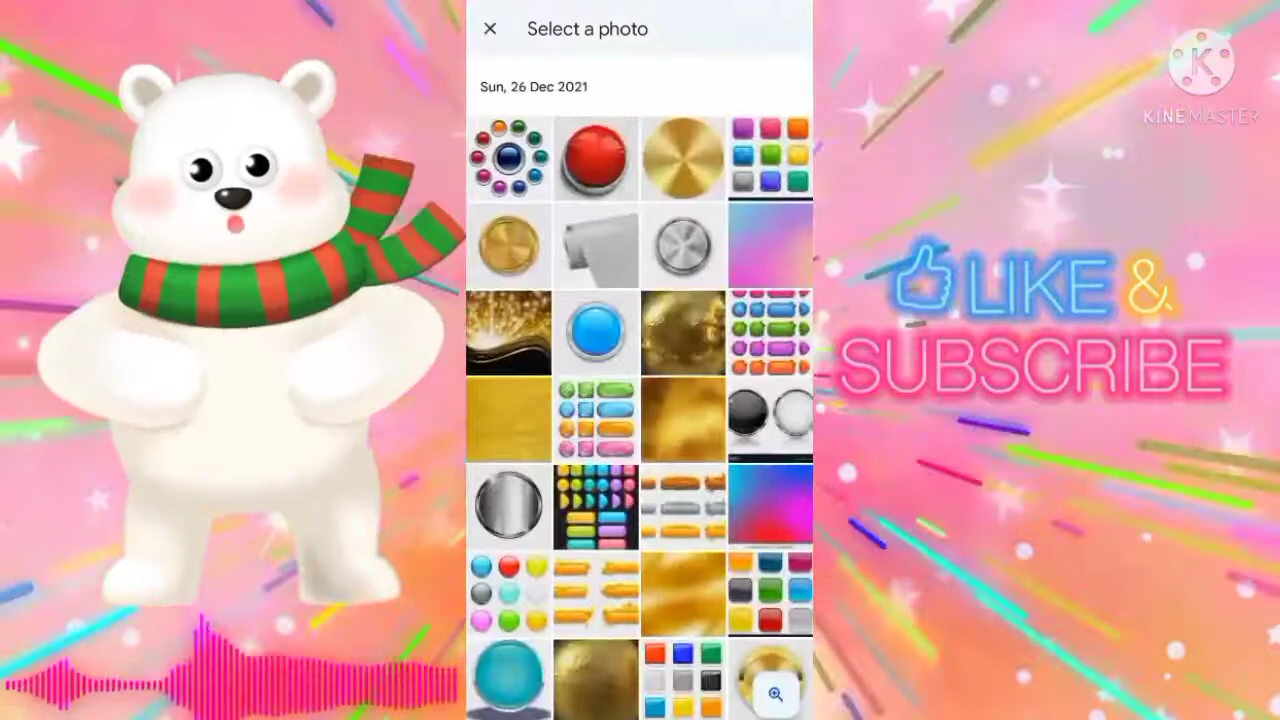 Select a photo
Sun, 26 Dec 2021
K
KINEMASTER
LIKE &
SUBSCRIBE